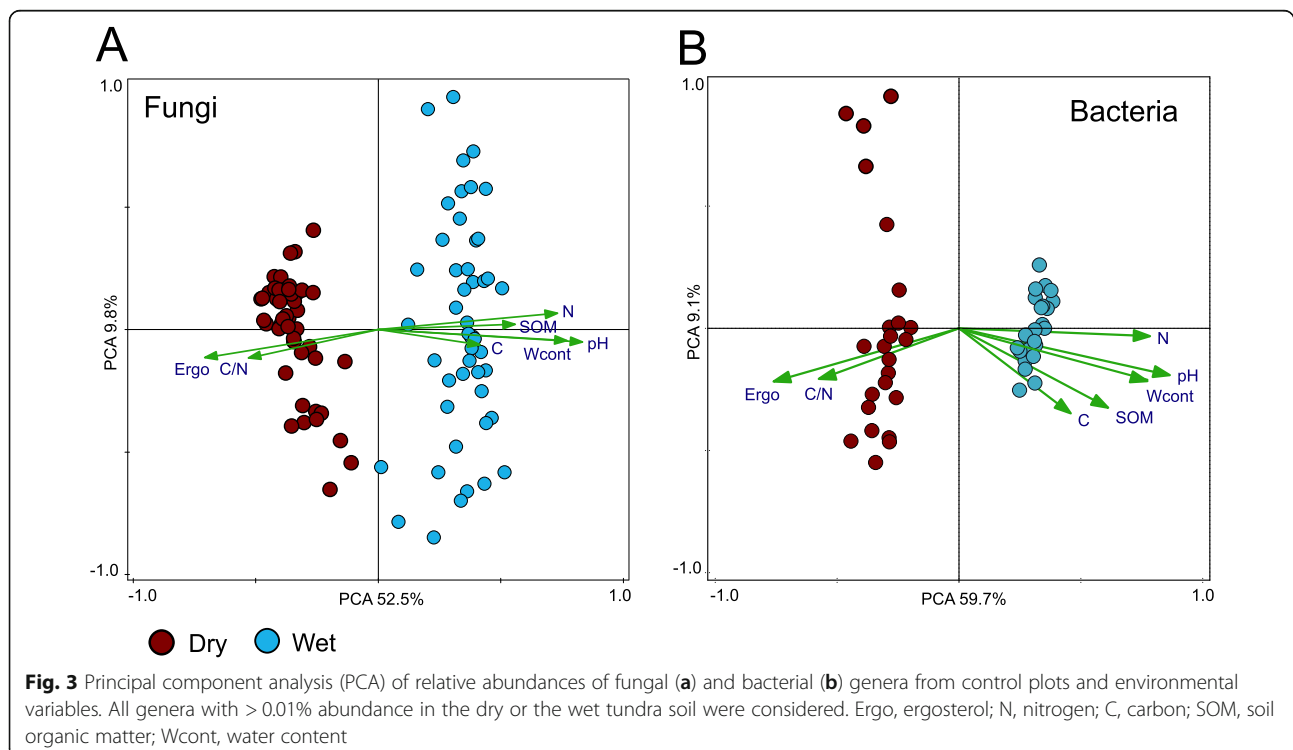 A
B
1.0
Fungi
PCA 9.8%
N
SOM
C
Wcont
pH
Ergo C/N
-1.0
-1.0
PCA 52.5%
1.0
1.0
Bacteria
PCA 9.1%
N
pH
Wcont
SOM
C
Ergo
C/N
-1.0
-1.0
PCA 59.7%
1.0
Dry
Wet
Fig. 3 Principal component analysis (PCA) of relative abundances of fungal (a) and bacterial (b) genera from control plots and environmental
variables. All genera with > 0.01% abundance in the dry or the wet tundra soil were considered. Ergo, ergosterol; N, nitrogen; C, carbon; SOM, soil
organic matter; Wcont, water content